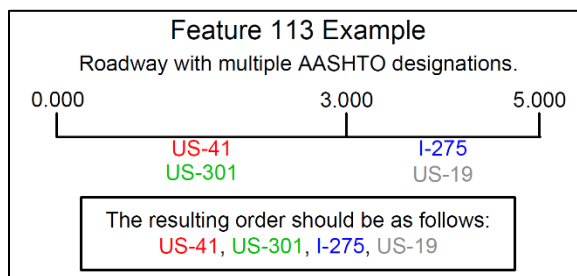 Feature 113 Example
Roadway with multiple AASHTO designations.
0.000 3.000 5.000
US-41 I-275
US-301 US-19
The resulting order should be as follows:
US-41, US-301, I-275, US-19